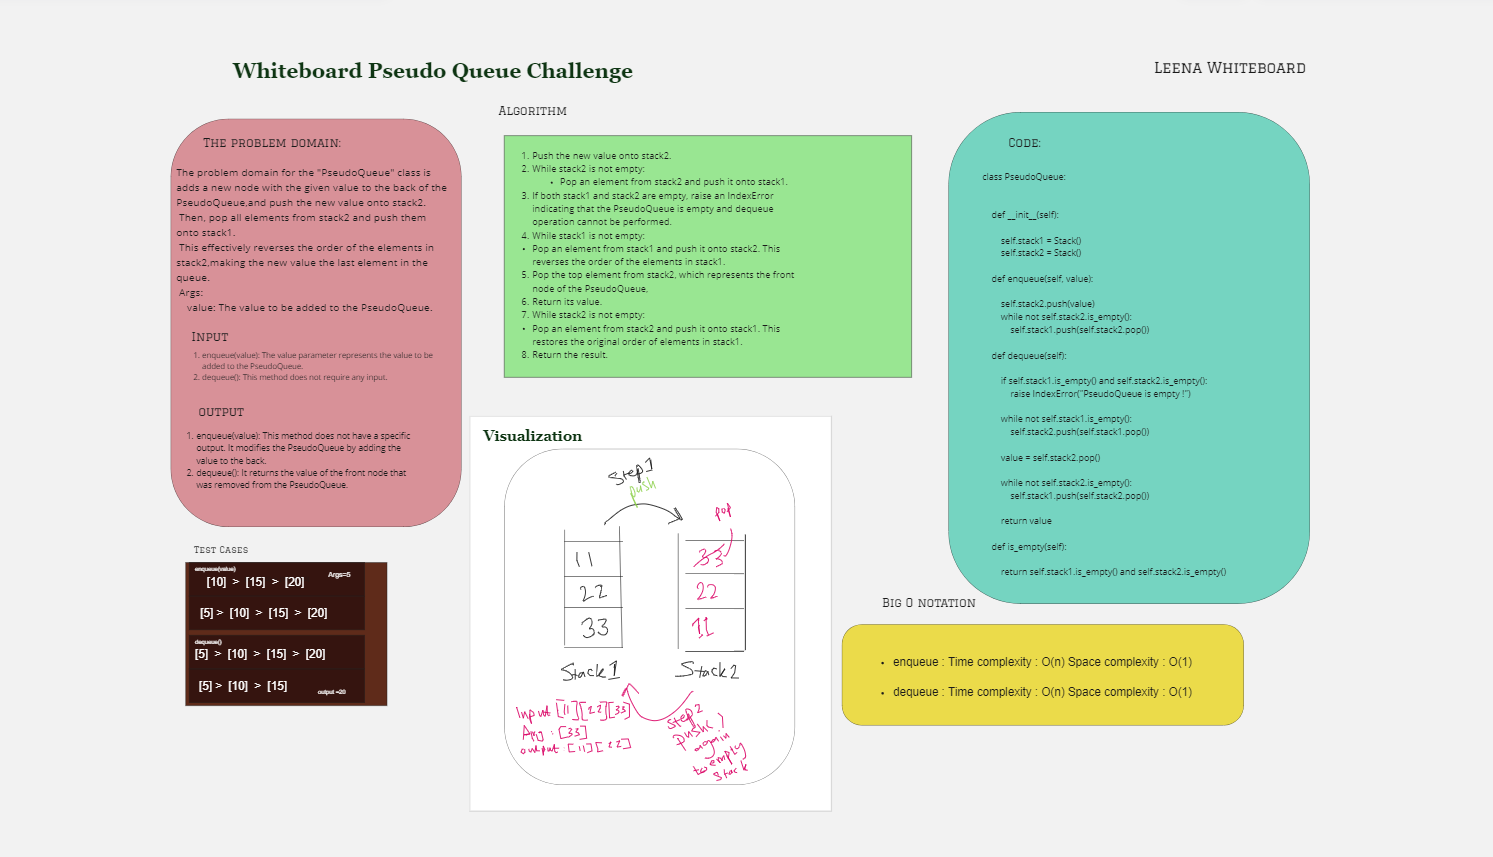 Whiteboard Pseudo Queue Challenge
Leena Whiteboard
The problem domain:
The problem domain for the "PseudoQueue" class is
adds a new node with the given value to the back of the
PseudoQueue,and push the new value onto stack2.
Then, pop all elements from stack2 and push them
onto stack1.
This effectively reverses the order of the elements in
stack2,making the new value the last element in the
queue.
Args:
value: The value to be added to the PseudoQueue.
Input
1. enqueue(value): The value parameter represents the value to be
added to the PseudoQueue.
2. dequeue(): This method does not require any input.
output
1. enqueue(value): This method does not have a specific
output. It modifies the PseudoQueue by adding the
value to the back.
2. dequeue(): It returns the value of the front node that
was removed from the PseudoQueue.
Test Cases
enqueue(value)
Args=5
[10] > [15] > [20]
[5] > [10] > [15] > [20]
dequeue()
[5] > [10] > [15] > [20]
[5] > [10] > [15]
output =20
Algorithm
1. Push the new value onto stack2.
2. While stack2 is not empty:
• Pop an element from stack2 and push it onto stack1.
3. If both stack1 and stack2 are empty, raise an IndexError
indicating that the PseudoQueue is empty and dequeue
operation cannot be performed.
4. While stack1 is not empty:
• Pop an element from stack1 and push it onto stack2. This
reverses the order of the elements in stack1.
5. Pop the top element from stack2, which represents the front
node of the PseudoQueue,
6. Return its value.
7. While stack2 is not empty:
• Pop an element from stack2 and push it onto stack1. This
restores the original order of elements in stack1.
8. Return the result.
Visualization
Step1
push
pop
11
22
33
33
22
11
Stack1
Stack2
Input [11][22][33]
Arg : [33]
output [11][22]
step2
push
again
to empty
stack
Code:
class PseudoQueue:
def __init__(self):
self.stack1 = Stack()
self.stack2 = Stack()
def enqueue(self, value):
self.stack2.push(value)
while not self.stack2.is_empty():
self.stack1.push(self.stack2.pop())
def dequeue(self):
if self.stack1.is_empty() and self.stack2.is_empty():
raise IndexError("PseudoQueue is empty !")
while not self.stack1.is_empty():
self.stack2.push(self.stack1.pop())
value = self.stack2.pop()
while not self.stack2.is_empty():
self.stack1.push(self.stack2.pop())
return value
def is_empty(self):
return self.stack1.is_empty() and self.stack2.is_empty()
Big O notation
• enqueue : Time complexity : O(n) Space complexity : O(1)
• dequeue : Time complexity : O(n) Space complexity : O(1)